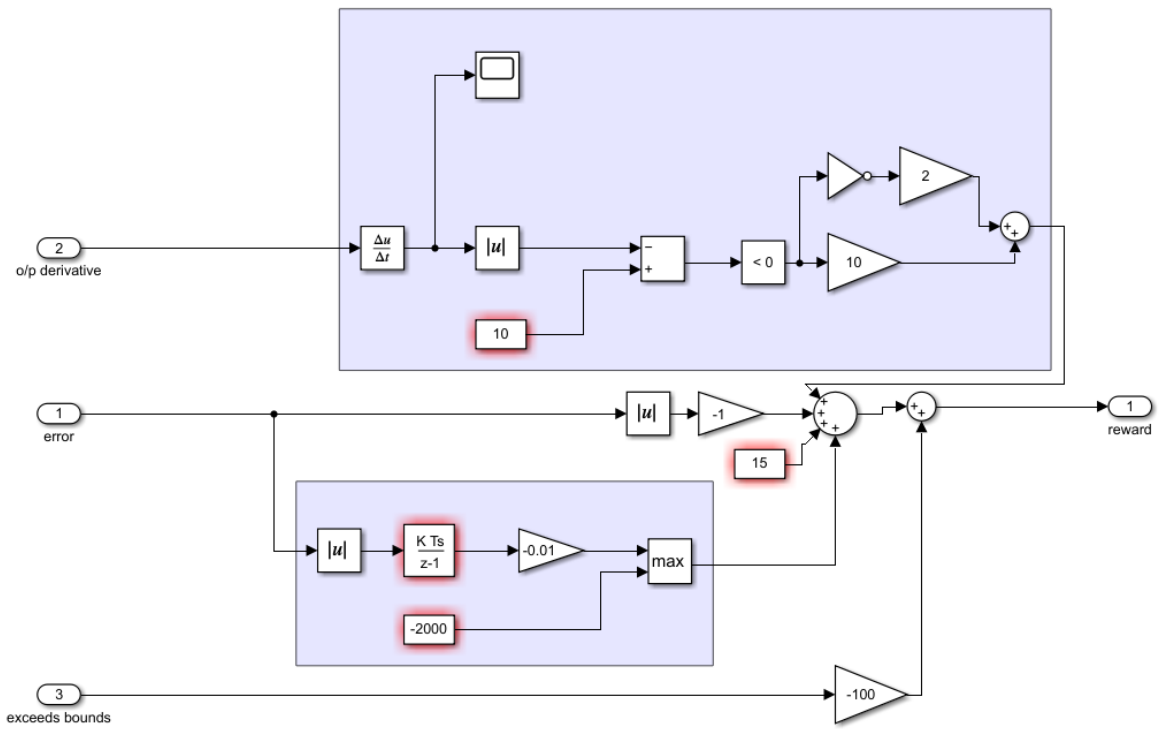 2
o/p derivative
Δu
Δt
|u|
10
−
+
< 0
2
10
+
+
1
error
|u|
-1
15
+
+
+
+
+
+
1
reward
|u|
K Ts
z-1
-0.01
-2000
max
3
exceeds bounds
-100